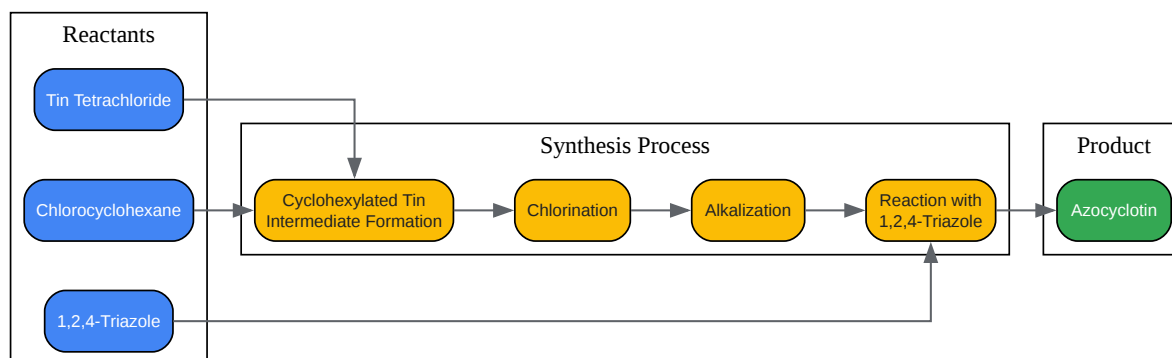 Reactants
Tin Tetrachloride
Synthesis Process
Product
Chlorocyclohexane
Cyclohexylated Tin
Intermediate Formation
Chlorination
Alkalization
Reaction with
1,2,4-Triazole
Azocyclotin
1,2,4-Triazole